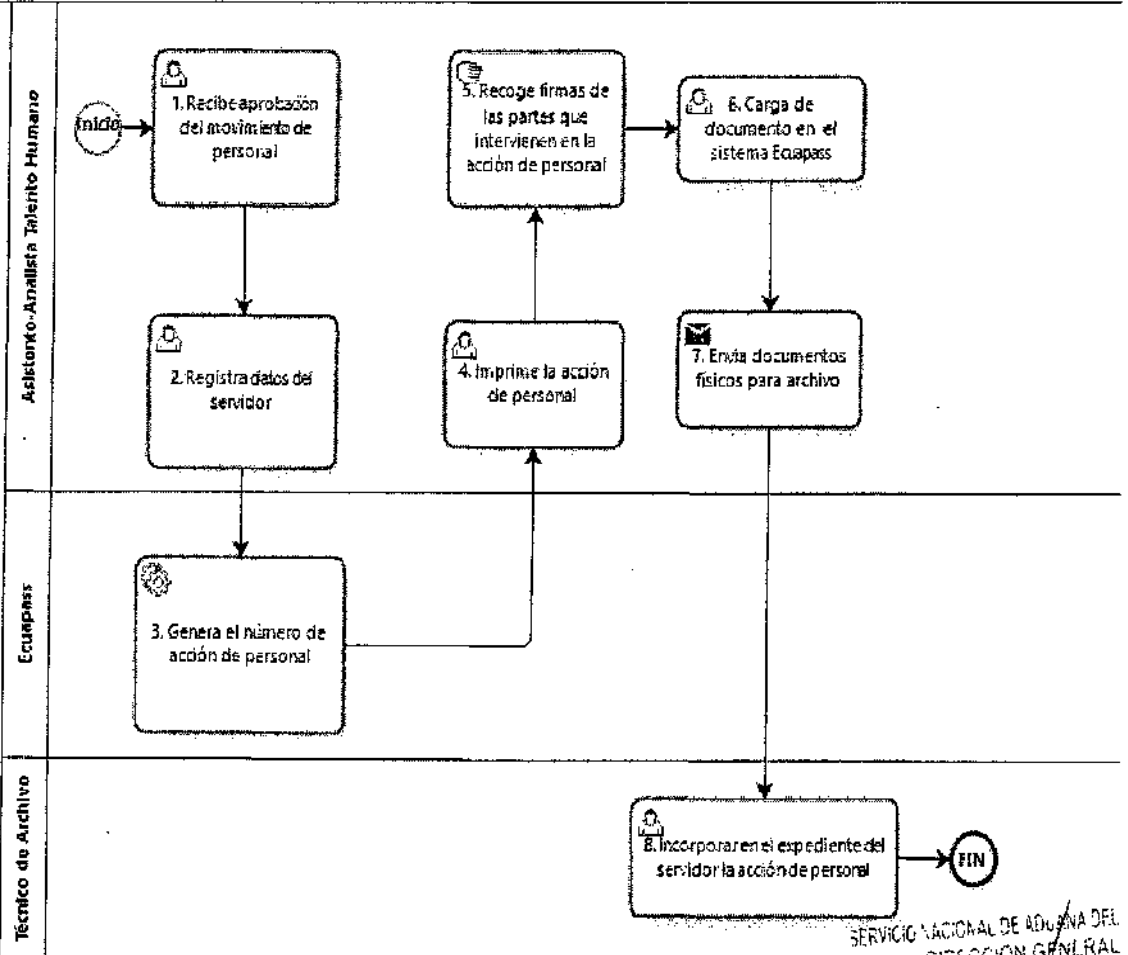 Asistente-Analista Talento Humano
Inicio
1. Recibe aprobación
del movimiento de
personal
2. Registra datos del
servidor
5. Recoge firmas de
las partes que
intervienen en la
acción de personal
4. Imprime la acción
de personal
6. Carga de
documento en el
sistema Ecuapass
7. Envia documentos
físicos para archivo
Ecuapass
3. Genera el número de
acción de personal
Técnico de Archivo
8. Incorporar en el expediente del
servidor la acción de personal
FIN
SERVICIO NACIONAL DE ADUANA DEL
DIRECCION GENERAL